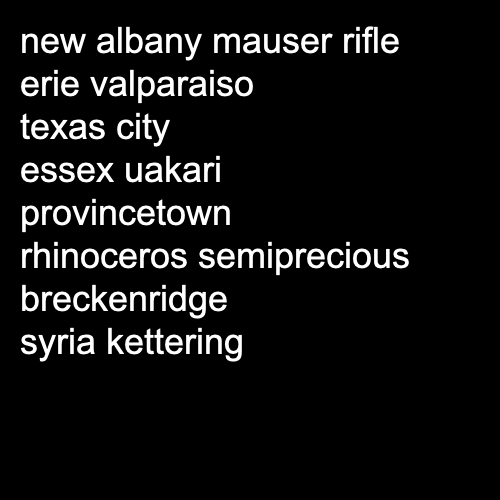 new albany mauser rifle
erie valparaiso
texas city
essex uakari
provincetown
rhinoceros semiprecious
breckenridge
syria kettering